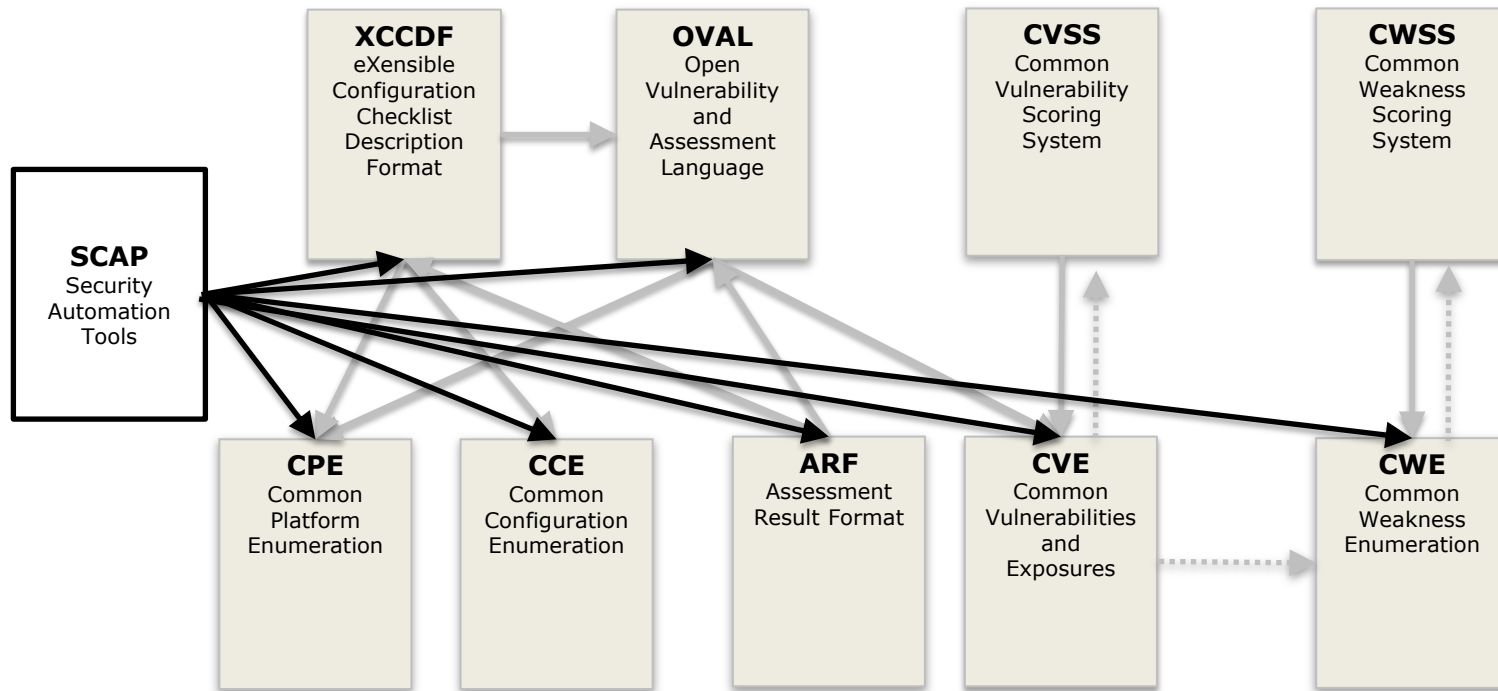 XCCDF
eXensible
Configuration
Checklist
Description
Format
OVAL
Open
Vulnerability
and
Assessment
Language
CVSS
Common
Vulnerability
Scoring
System
CWSS
Common
Weakness
Scoring
System
SCAP
Security
Automation
Tools
CPE
Common
Platform
Enumeration
CCE
Common
Configuration
Enumeration
ARF
Assessment
Result Format
CVE
Common
Vulnerabilities
and
Exposures
CWE
Common
Weakness
Enumeration